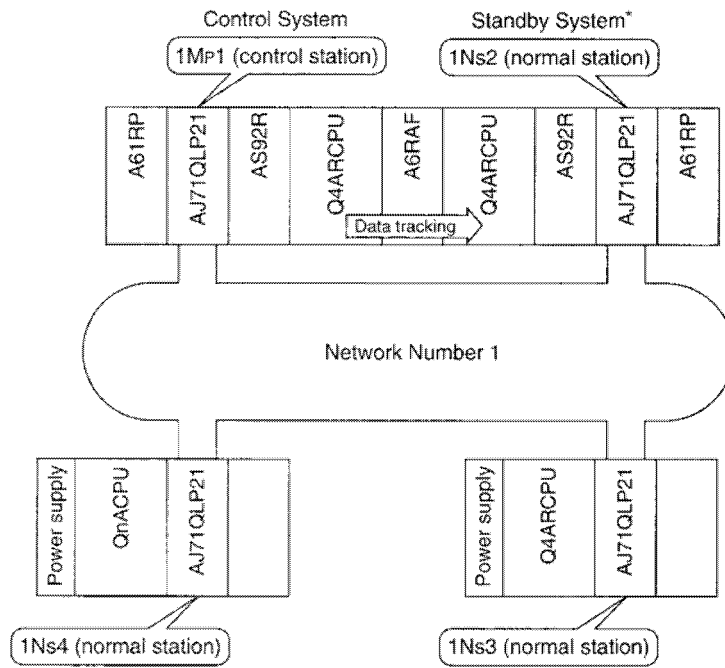 Control System
Standby System*
1MP1 (control station)
1Ns2 (normal station)
A61RP
AJ71QLP21
AS92R
Q4ARCPU
A6RAF
Q4ARCPU
AS92R
AJ71QLP21
A61RP
Data tracking
Network Number 1
Power supply
QnACPU
AJ71QLP21
Power supply
Q4ARCPU
AJ71QLP21
1Ns4 (normal station)
1Ns3 (normal station)